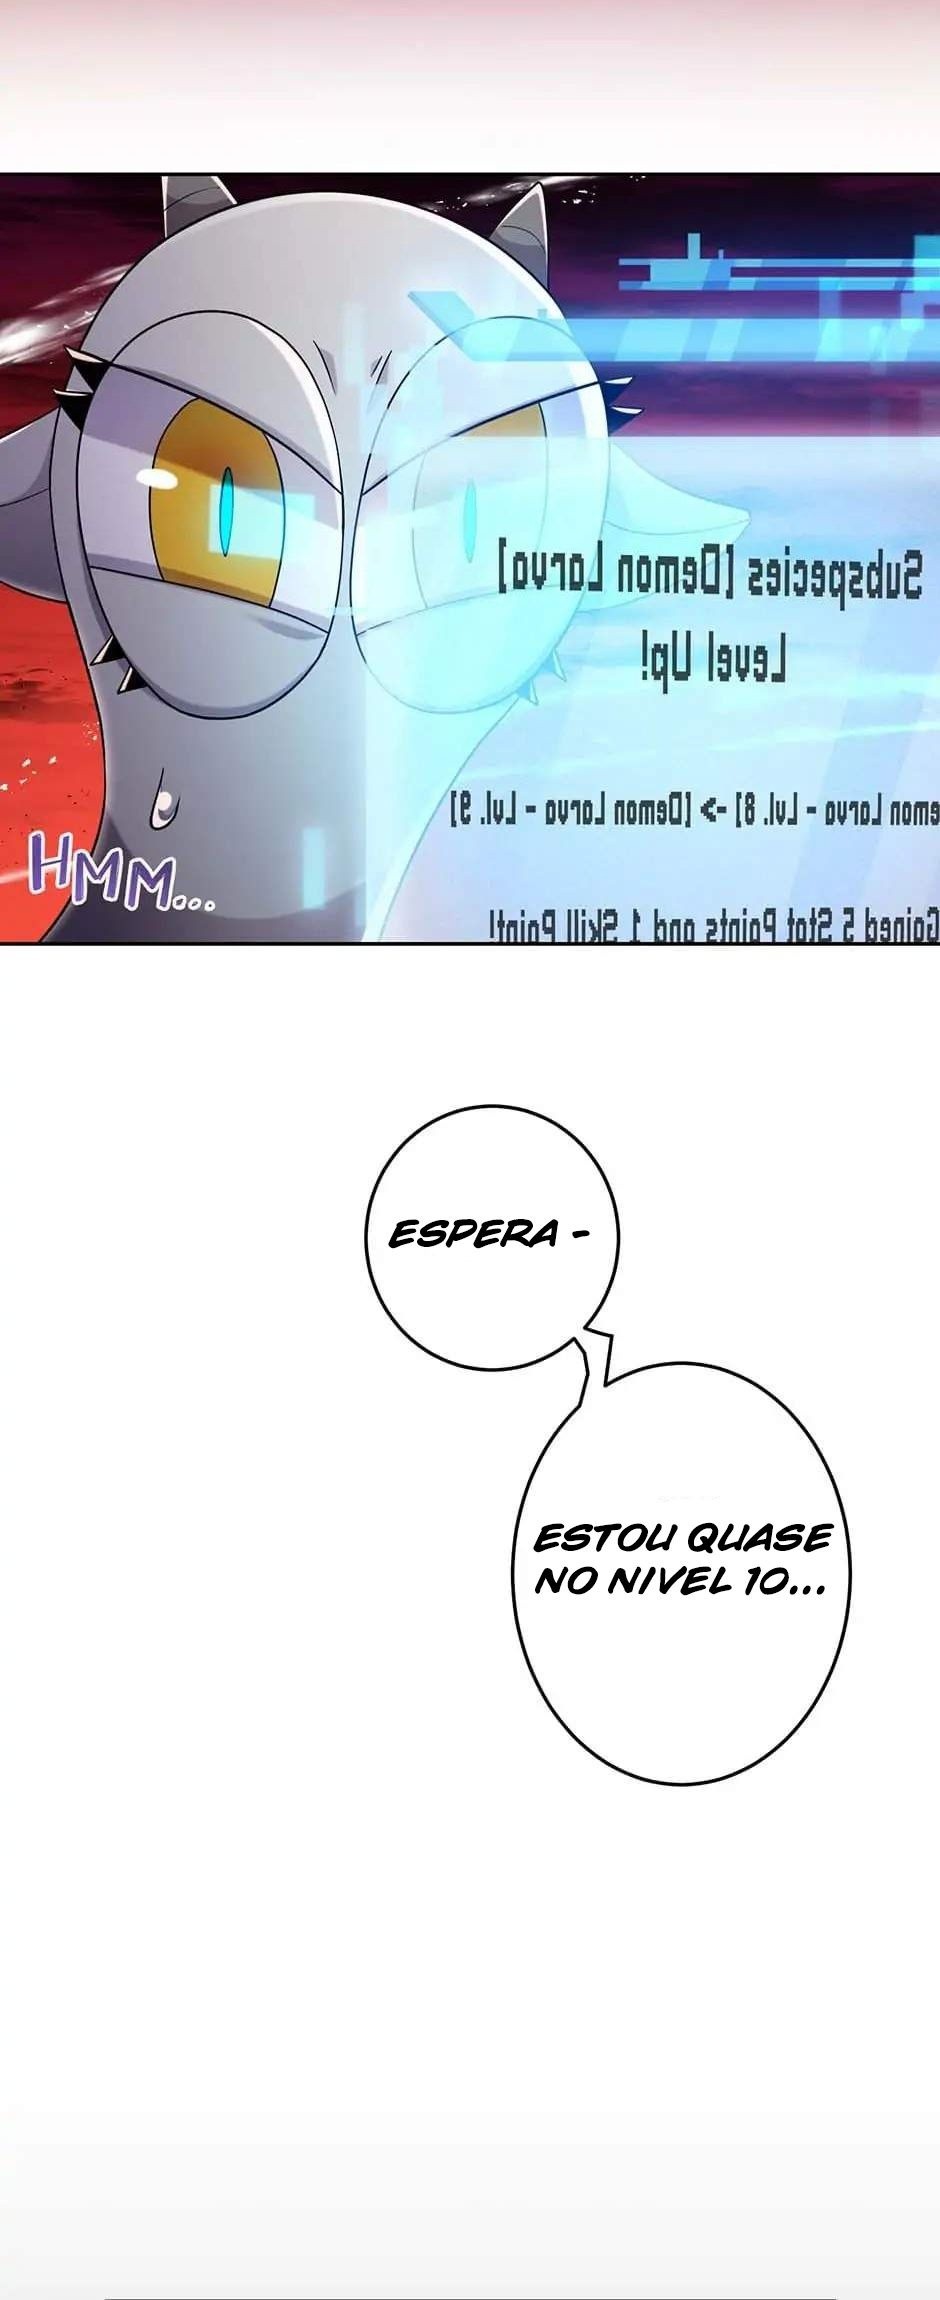 Subspecies [Demon Larva]
Level Up!
emon Larva - Lvl. 8] -> [Demon Larva - Lvl. 9]
Gained 5 Stat Points and 1 Skill Point!
HMM...
ESPERA -
ESTOU QUASE
NO NIVEL 10...